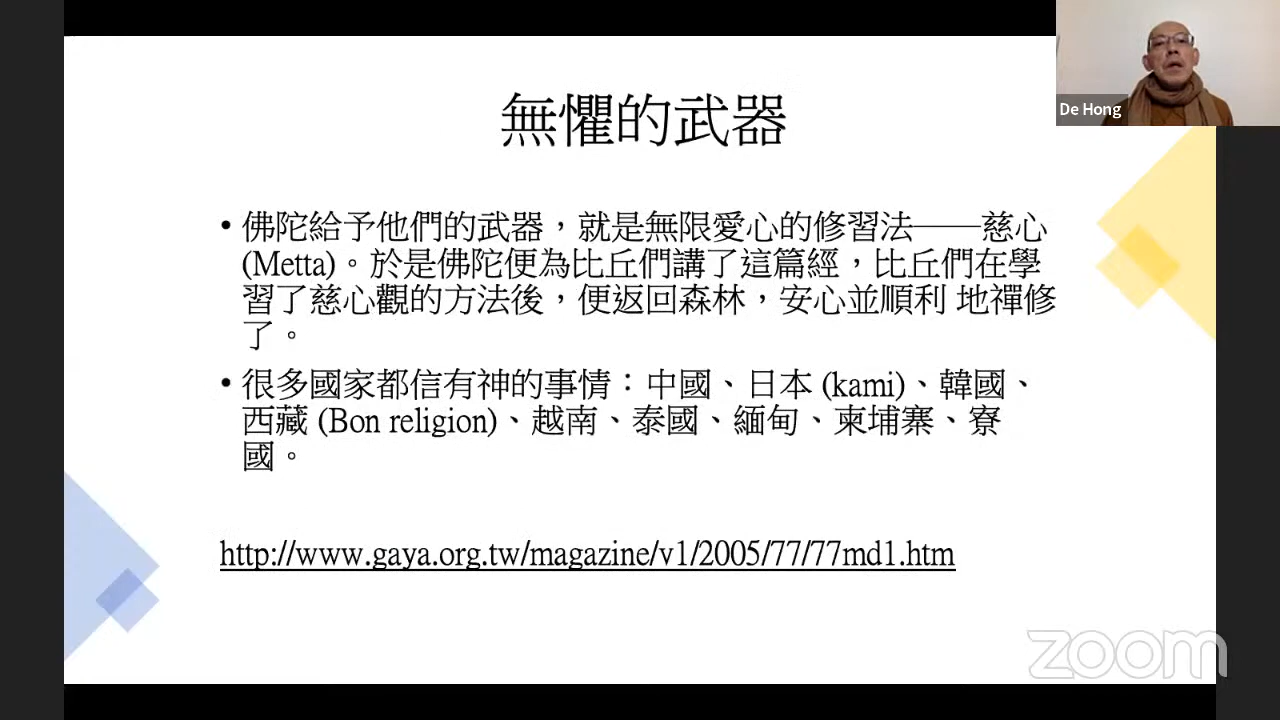 無懼的武器
De Hong
• 佛陀給予他們的武器，就是無限愛心的修習法——慈心
(Metta)。於是佛陀便為比丘們講了這篇經，比丘們在學
習了慈心觀的方法後，便返回森林，安心並順利 地禪修
了。
• 很多國家都信有神的事情：中國、日本 (kami)、韓國、
西藏 (Bon religion)、越南、泰國、緬甸、柬埔寨、寮
國。
http://www.gaya.org.tw/magazine/v1/2005/77/77md1.htm
zoom